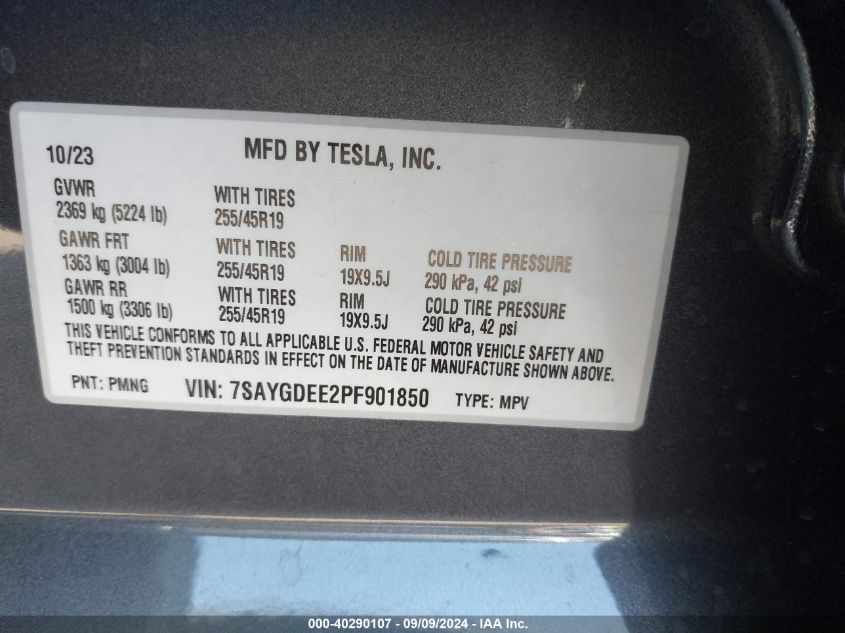 10/23 MFD BY TESLA, INC.
GVWR WITH TIRES
2369 kg (5224 lb) 255/45R19
GAWR FRT WITH TIRES RIM COLD TIRE PRESSURE
1363 kg (3004 lb) 255/45R19 19X9.5J 290 kPa, 42 psi
GAWR RR WITH TIRES RIM COLD TIRE PRESSURE
1500 kg (3306 lb) 255/45R19 19X9.5J 290 kPa, 42 psi
THIS VEHICLE CONFORMS TO ALL APPLICABLE U.S. FEDERAL MOTOR VEHICLE SAFETY AND
THEFT PREVENTION STANDARDS IN EFFECT ON THE DATE OF MANUFACTURE SHOWN ABOVE.
PNT: PMNG VIN: 7SAYGDEE2PF901850 TYPE: MPV
000-40290107 - 09/09/2024 - IAA Inc.